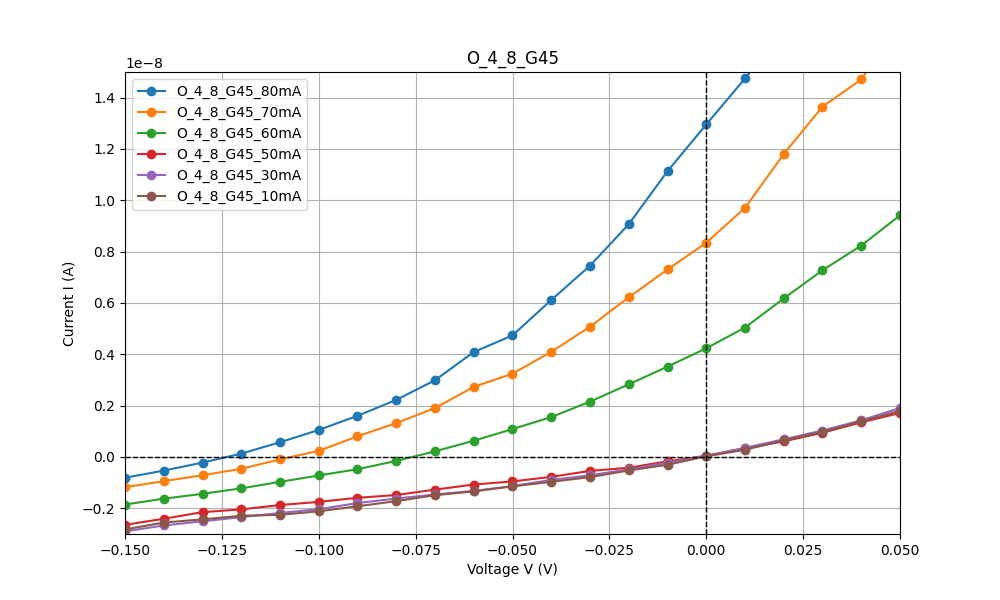 O_4_8_G45
1e−8
O_4_8_G45_80mA
O_4_8_G45_70mA
O_4_8_G45_60mA
O_4_8_G45_50mA
O_4_8_G45_30mA
O_4_8_G45_10mA
1.4
1.2
1.0
0.8
0.6
0.4
0.2
0.0
−0.2
Current I (A)
−0.150 −0.125 −0.100 −0.075 −0.050 −0.025 0.000 0.025 0.050
Voltage V (V)